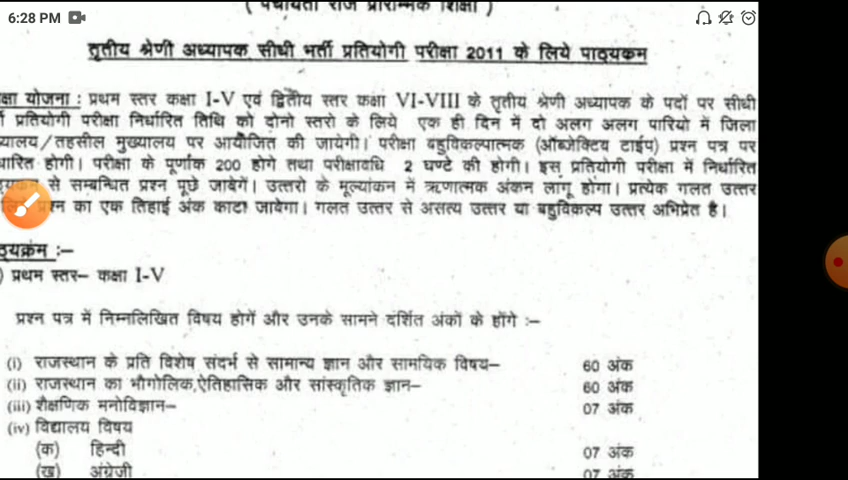 6:28 PM
( पंचायती राज प्रारम्भिक शिक्षा )
तृतीय श्रेणी अध्यापक सीधी भर्ती प्रतियोगी परीक्षा 2011 के लिये पाठ्यकम
क्षा योजना : प्रथम स्तर कक्षा I-V एवं द्वितीय स्तर कक्षा VI-VIII के तृतीय श्रेणी अध्यापक के पदों पर सीधी
प्रतियोगी परीक्षा निर्धारित तिथि को दोनो स्तरो के लिये एक ही दिन में दो अलग अलग पारियो में जिला
यालय/तहसील मुख्यालय पर आयोजित की जायेगी। परीक्षा बहुविकल्पात्मक (ऑब्जेक्टिव टाईप) प्रश्न पत्र पर
धारित होगी। परीक्षा के पूर्णांक 200 होगे तथा परीक्षावधि 2 घण्टे की होगी। इस प्रतियोगी परीक्षा में निर्धारित
से सम्बन्धित प्रश्न पूछे जायेगें। उत्तरो के मूल्यांकन में ऋणात्मक अंकन लागू होगा। प्रत्येक गलत उत्तर
प्रश्न का एक तिहाई अंक काटा जावेगा। गलत उत्तर से असत्य उत्तर या बहुविकल्प उत्तर अभिप्रेत है।
ठ्यक्रम :–
) प्रथम स्तर– कक्षा I-V
प्रश्न पत्र में निम्नलिखित विषय होगें और उनके सामने दर्शित अंकों के होंगे :–
(i) राजस्थान के प्रति विशेष संदर्भ से सामान्य ज्ञान और सामयिक विषय– 60 अंक
(ii) राजस्थान का भौगोलिक,ऐतिहासिक और सांस्कृतिक ज्ञान– 60 अंक
(iii) शैक्षणिक मनोविज्ञान– 07 अंक
(iv) विद्यालय विषय
(क) हिन्दी 07 अंक
(ख) अंग्रेजी 07 अंक